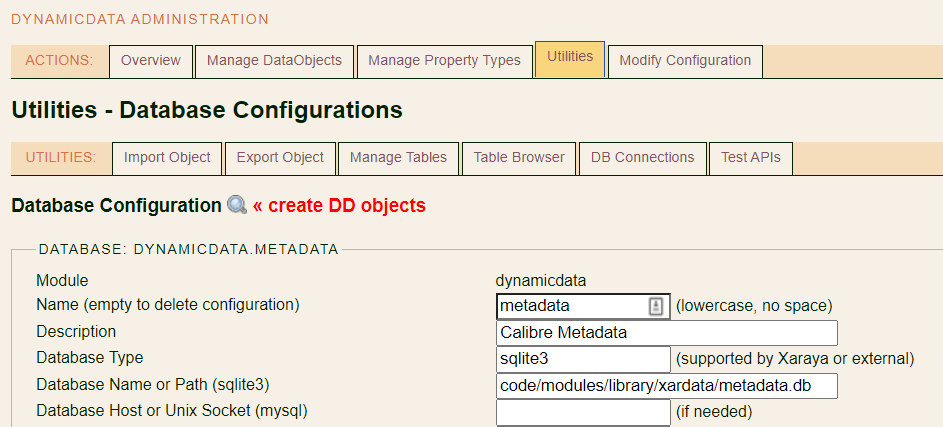 DYNAMICDATA ADMINISTRATION
ACTIONS: Overview Manage DataObjects Manage Property Types Utilities Modify Configuration
Utilities - Database Configurations
UTILITIES: Import Object Export Object Manage Tables Table Browser DB Connections Test APIs
Database Configuration « create DD objects
DATABASE: DYNAMICDATA.METADATA
Module dynamicdata
Name (empty to delete configuration) metadata (lowercase, no space)
Description Calibre Metadata
Database Type sqlite3 (supported by Xaraya or external)
Database Name or Path (sqlite3) code/modules/library/xardata/metadata.db
Database Host or Unix Socket (mysql) (if needed)